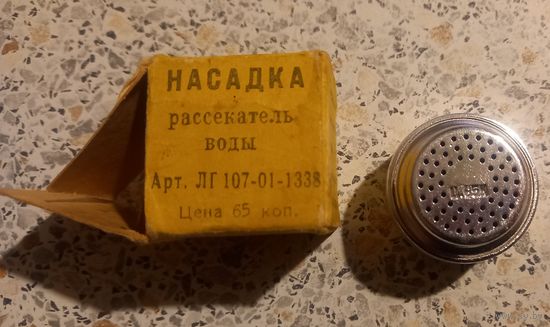 НАСАДКА
рассекатель
воды
Арт. ЛГ 107-01-1338
Цена 65 коп.